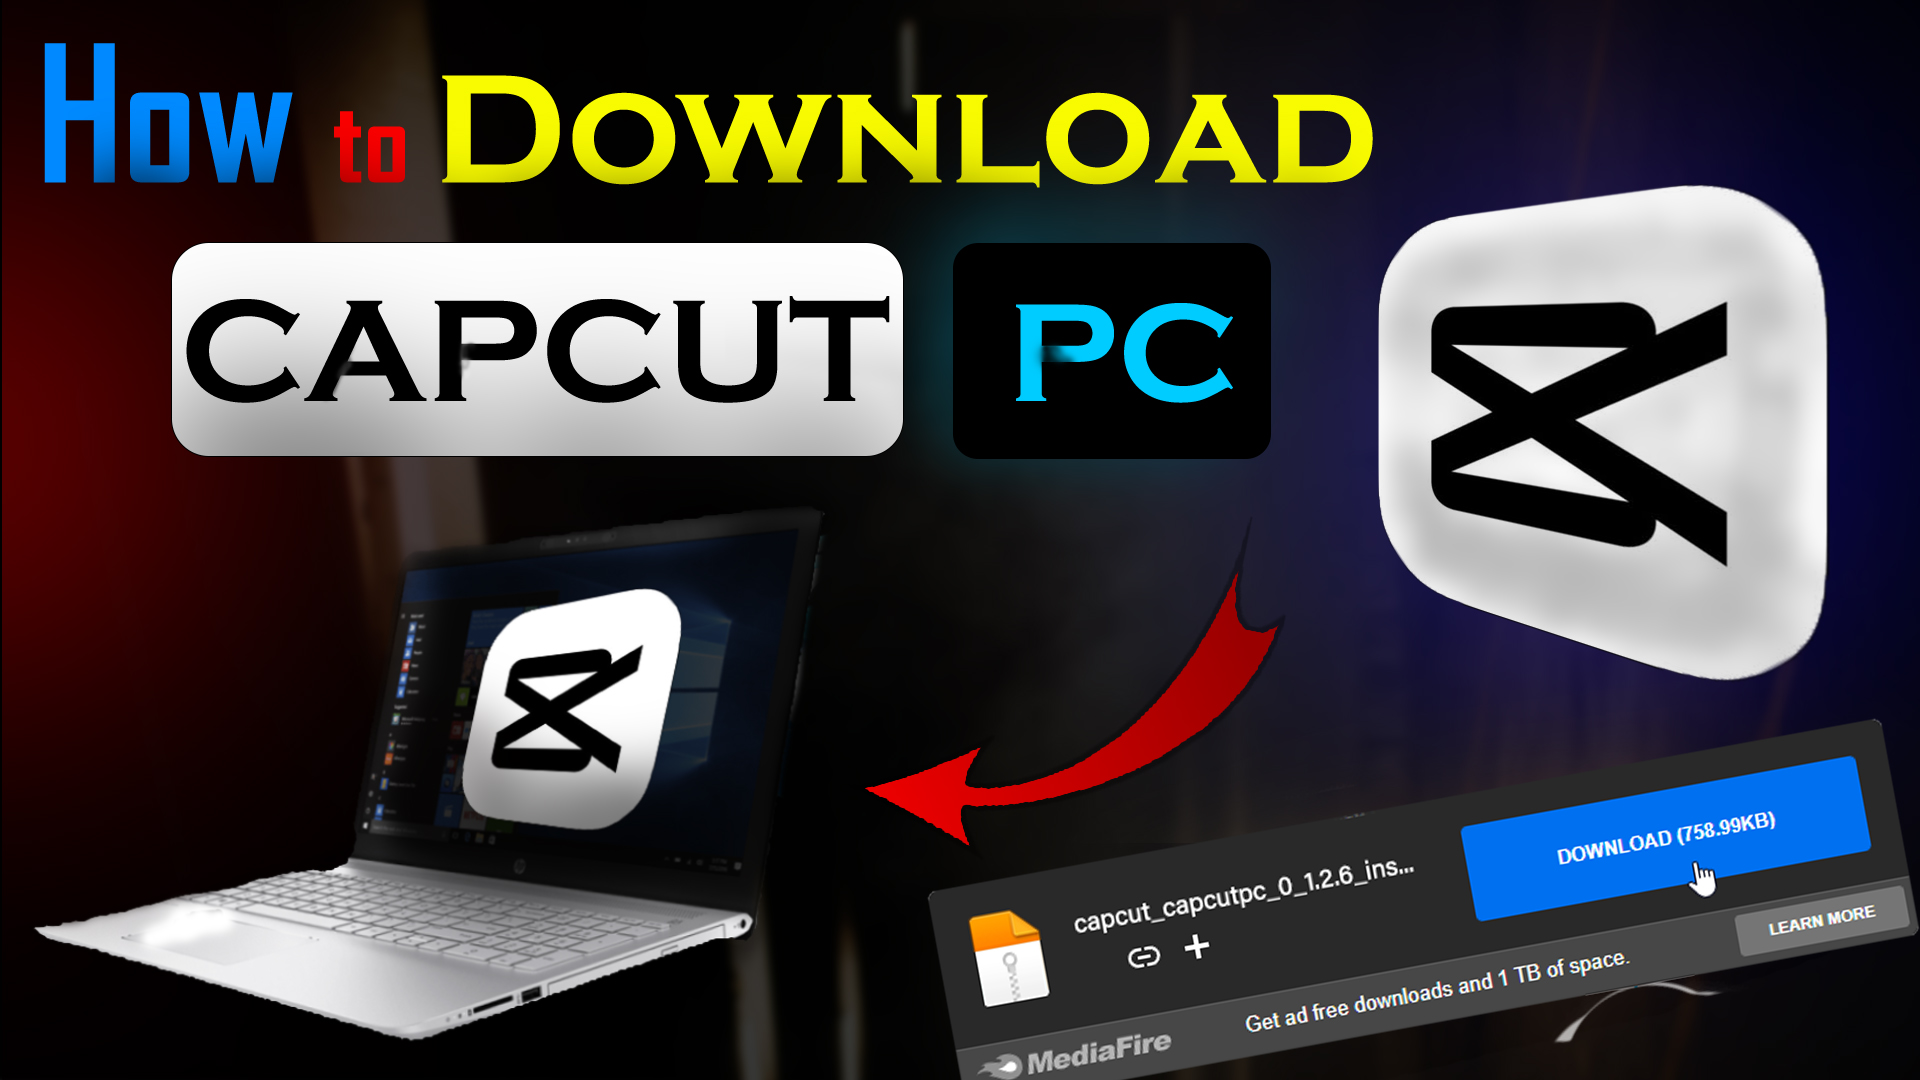 How to DOWNLOAD
CAPCUT PC
DOWNLOAD (758.99KB)
capcut_capcutpc_0_1.2.6_ins...
LEARN MORE
Get ad free downloads and 1 TB of space.
MediaFire
hp